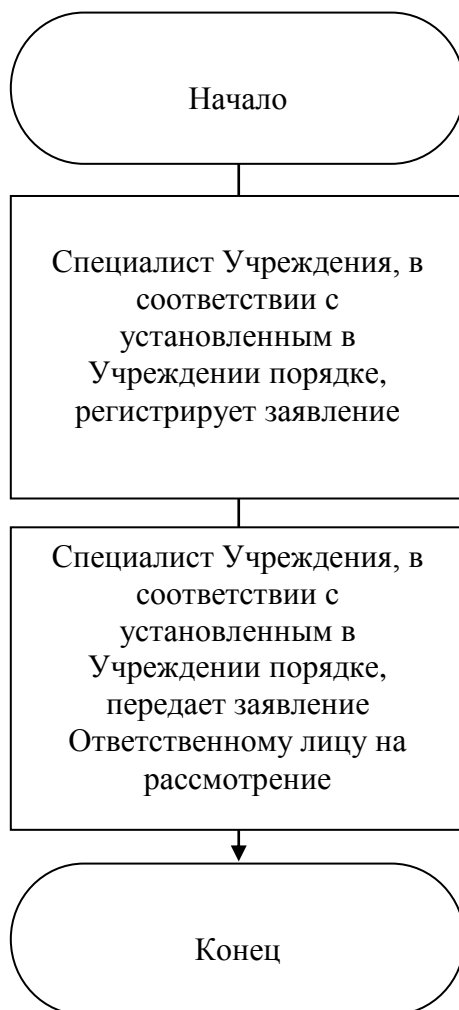 Начало
Специалист Учреждения, в
соответствии с
установленным в
Учреждении порядке,
регистрирует заявление
Специалист Учреждения, в
соответствии с
установленным в
Учреждении порядке,
передает заявление
Ответственному лицу на
рассмотрение
Конец